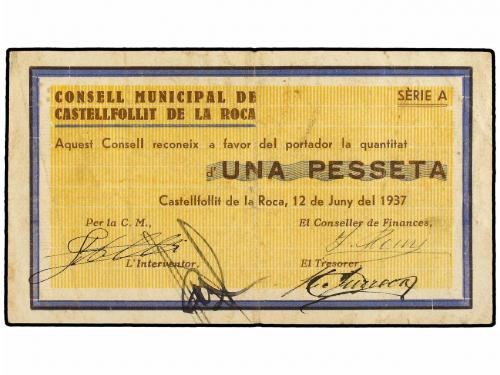 CONSELL MUNICIPAL DE
CASTELLFOLLIT DE LA ROCA
SÈRIE A
Aquest Consell reconeix a favor del portador la quantitat
d'UNA PESSETA
Castellfollit de la Roca, 12 de Juny del 1937
Per la C. M., El Conseller de Finances,
L'Interventor, El Tresorer,